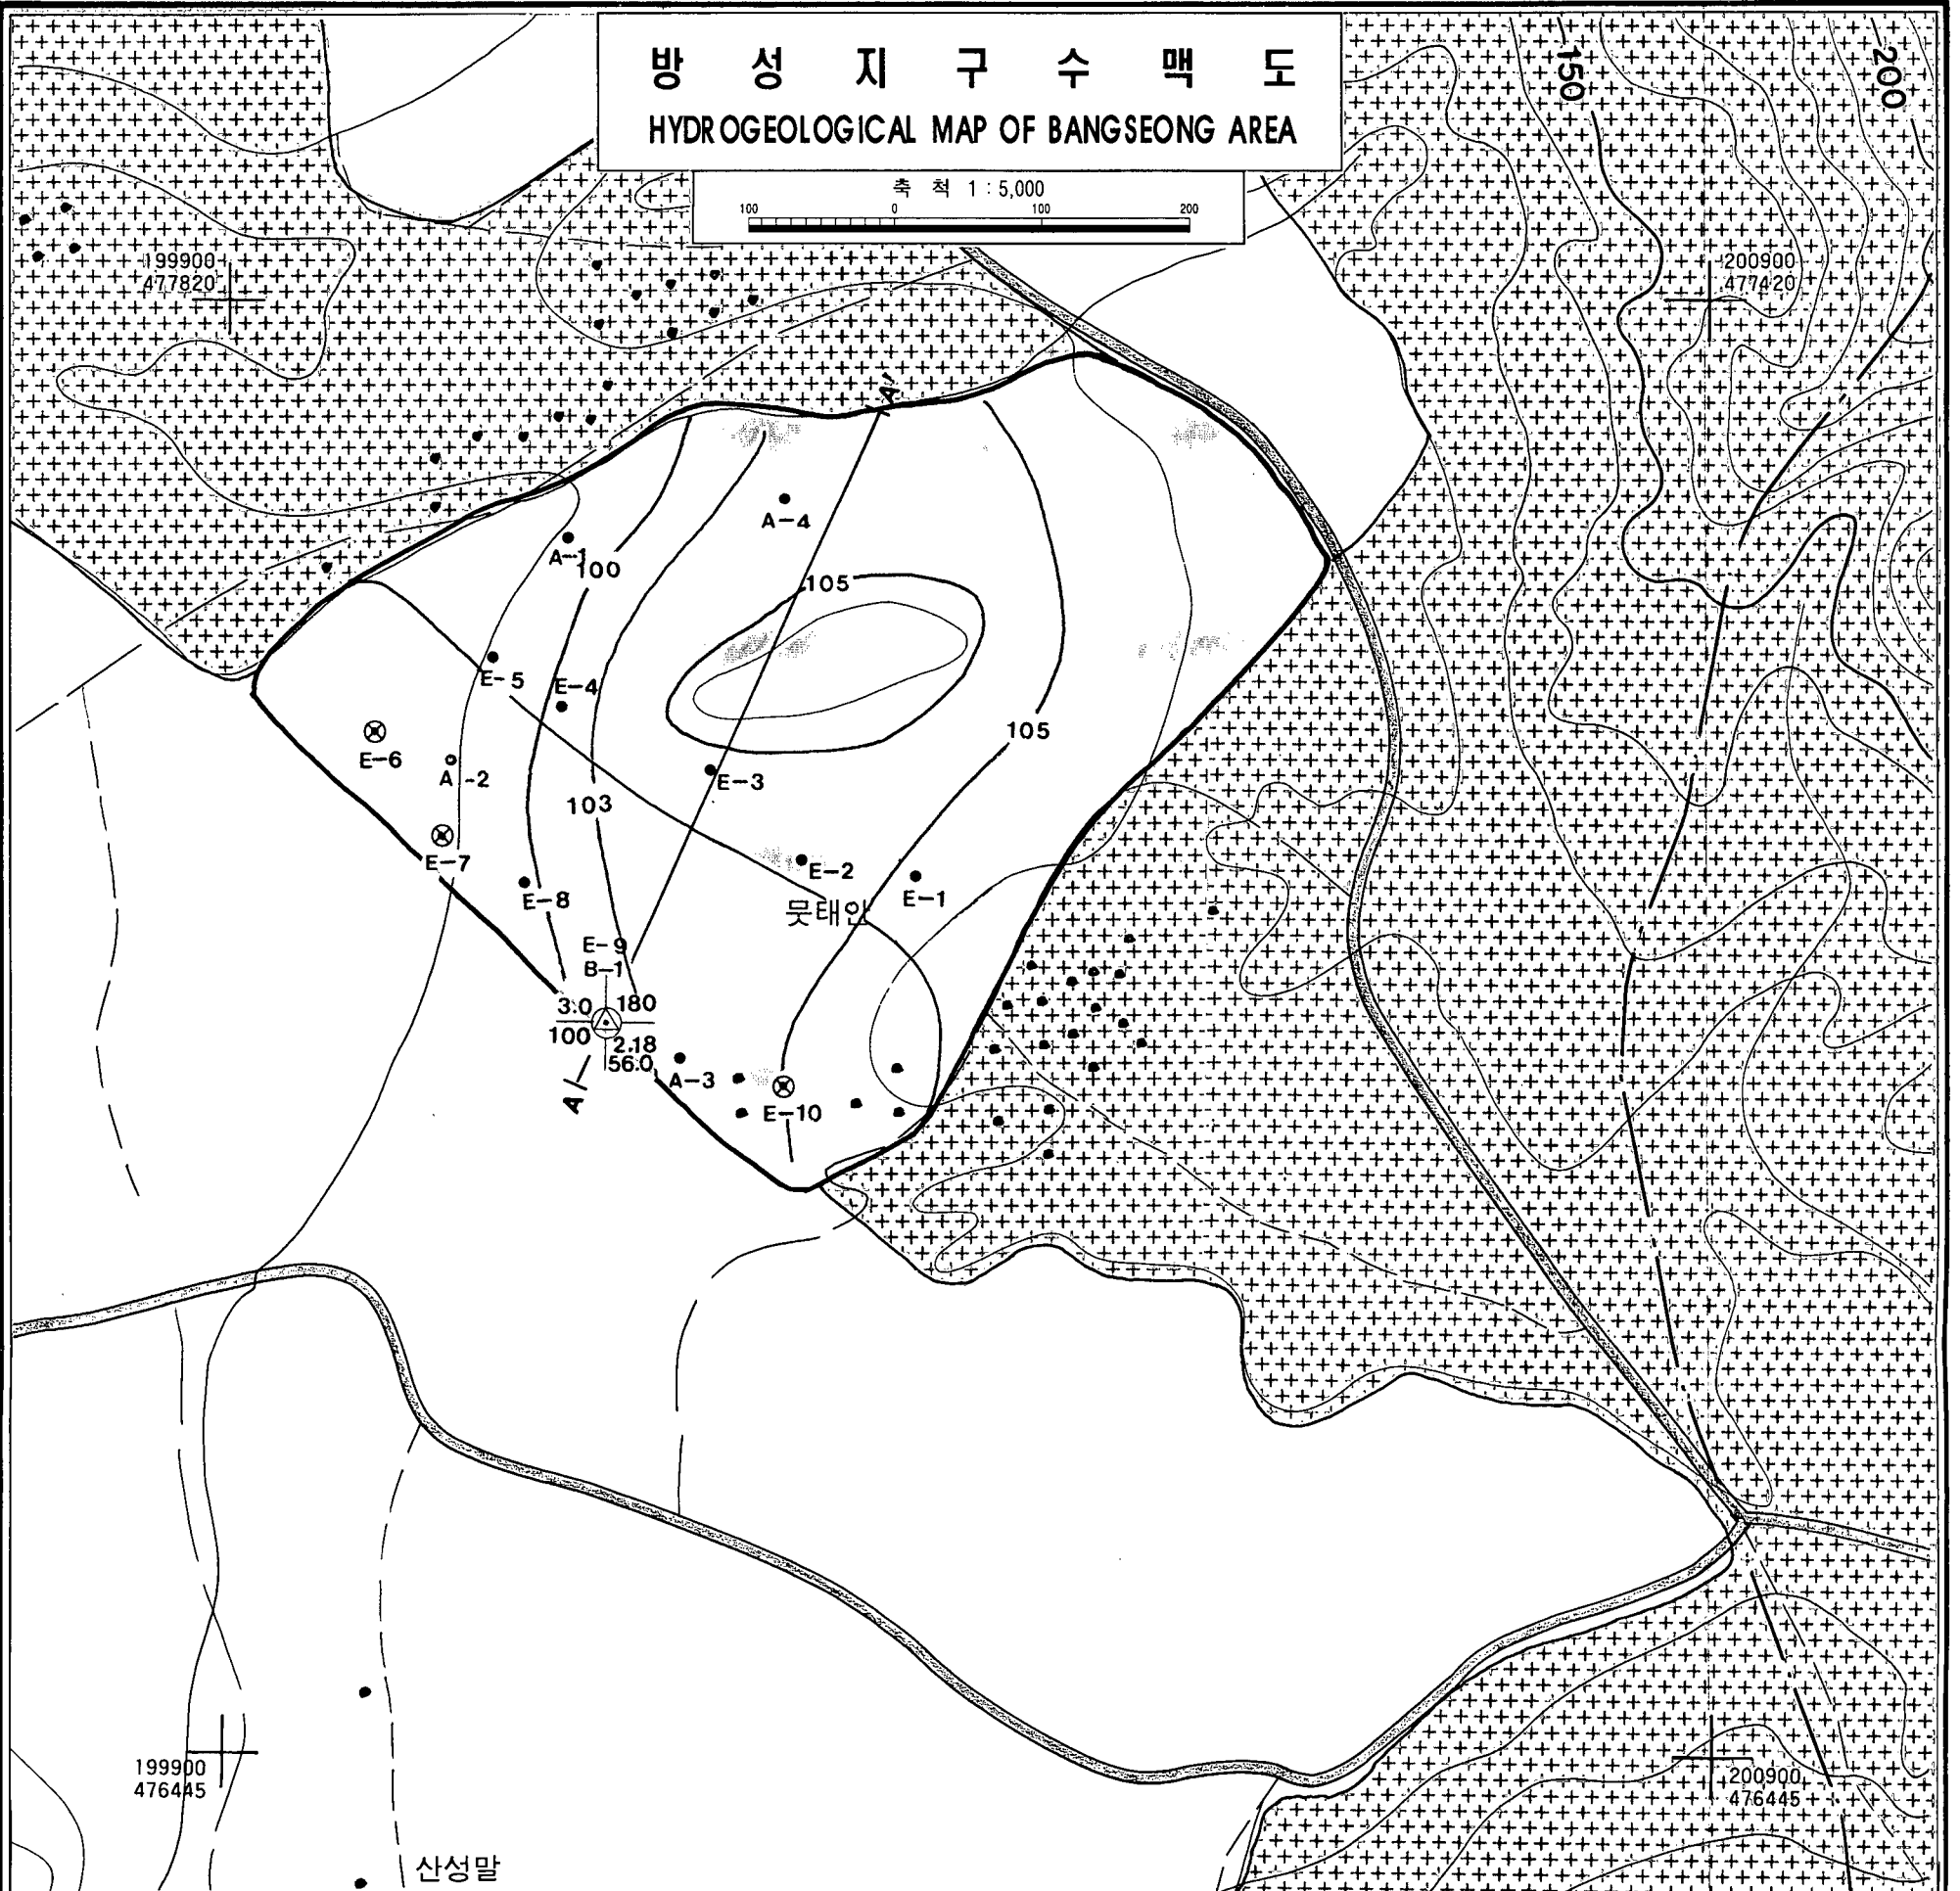 방 성 지 구 수 맥 도
HYDROGEOLOGICAL MAP OF BANGSEONG AREA
축 척 1 : 5,000
100 0 100 200
150
200
199900
477820
200900
477420
A'
A-4
A-1
100
105
E-5
E-4
105
E-6
A-2
E-3
103
E-7
E-2
E-1
E-8
뭇태안
E-9
B-1
3.0 180
100 2.18
56.0
A-3
A
E-10
199900
476445
200900
476445
산성말